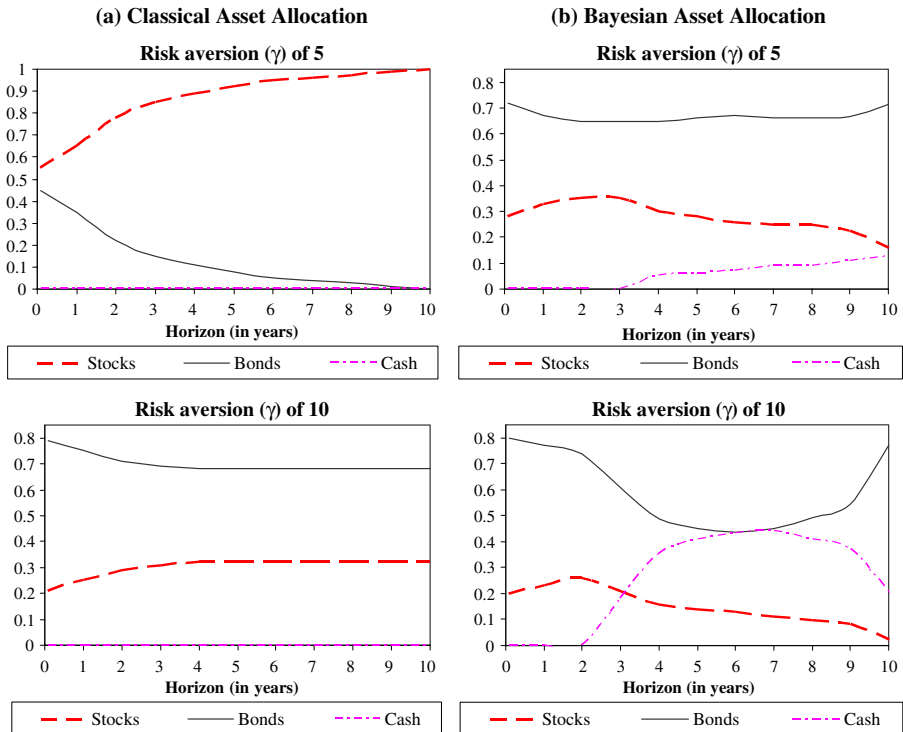 (a) Classical Asset Allocation
(b) Bayesian Asset Allocation
Risk aversion (γ) of 5
1
0.9
0.8
0.7
0.6
0.5
0.4
0.3
0.2
0.1
0
0 1 2 3 4 5 6 7 8 9 10
Horizon (in years)
Stocks Bonds Cash
Risk aversion (γ) of 5
0.8
0.7
0.6
0.5
0.4
0.3
0.2
0.1
0
0 1 2 3 4 5 6 7 8 9 10
Horizon (in years)
Stocks Bonds Cash
Risk aversion (γ) of 10
0.8
0.7
0.6
0.5
0.4
0.3
0.2
0.1
0
0 1 2 3 4 5 6 7 8 9 10
Horizon (in years)
Stocks Bonds Cash
Risk aversion (γ) of 10
0.8
0.7
0.6
0.5
0.4
0.3
0.2
0.1
0
0 1 2 3 4 5 6 7 8 9 10
Horizon (in years)
Stocks Bonds Cash